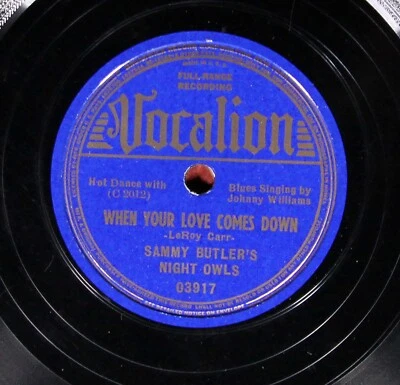 FULL RANGE
RECORDING
Vocalion
Hot Dance with
(C 2012)
Blues Singing by
Johnny Williams
WHEN YOUR LOVE COMES DOWN
-LeRoy Carr-
SAMMY BUTLER'S
NIGHT OWLS
03917